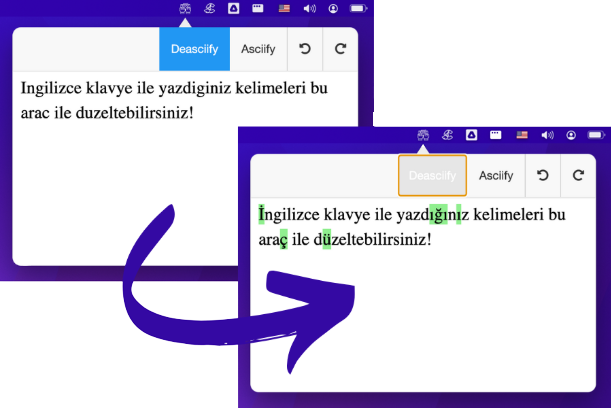 Deasciify Asciify
Ingilizce klavye ile yazdiginiz kelimeleri bu
arac ile duzeltebilirsiniz!
Deasciify Asciify
İngilizce klavye ile yazdığınız kelimeleri bu
araç ile düzeltebilirsiniz!